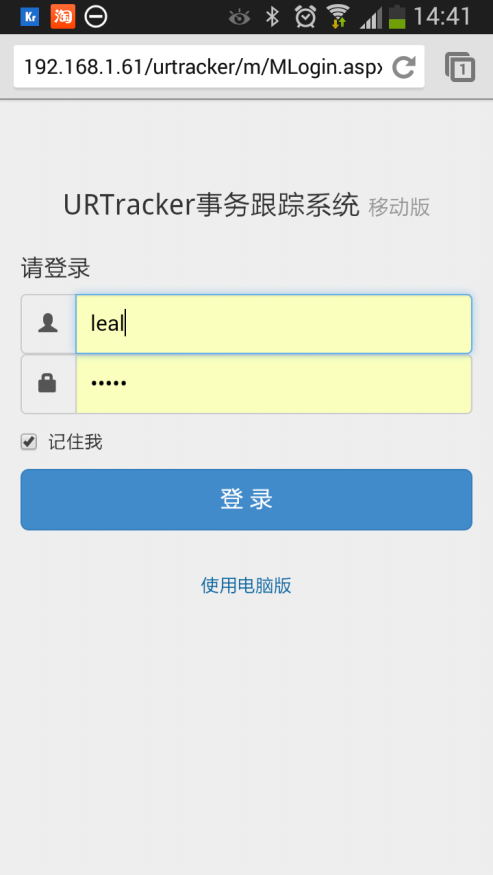 Kr 淘 14:41
192.168.1.61/urtracker/m/MLogin.aspx 1
URTracker事务跟踪系统 移动版
请登录
leal
•••••
记住我
登 录
使用电脑版